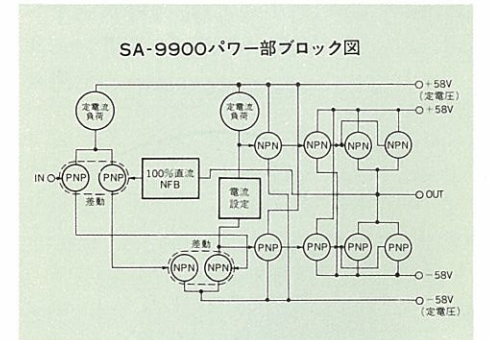 SA-9900パワー部ブロック図
+58V
(定電圧)
+58V
定電流
負荷
定電流
負荷
NPN
NPN
NPN
NPN
IN
PNP
PNP
差動
100%直流
NFB
電流
設定
OUT
差動
NPN
NPN
PNP
PNP
PNP
PNP
-58V
-58V
(定電圧)